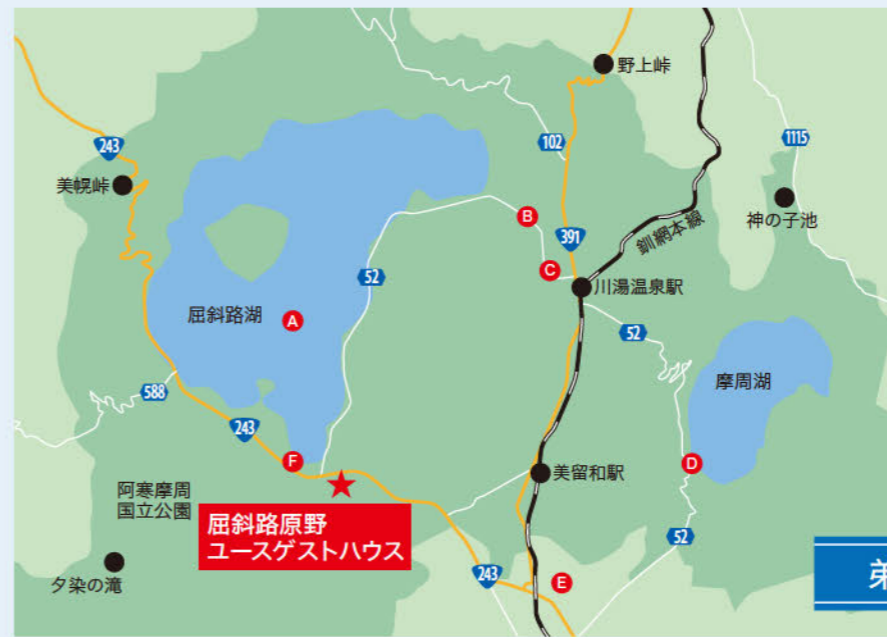 野上峠
1115
102
243
美幌峠
神の子池
B
391
釧網本線
C
52
川湯温泉駅
屈斜路湖
A
52
摩周湖
588
243
F
D
美留和駅
阿寒摩周
国立公園
屈斜路原野
ユースゲストハウス
52
夕染の滝
243
E
弟